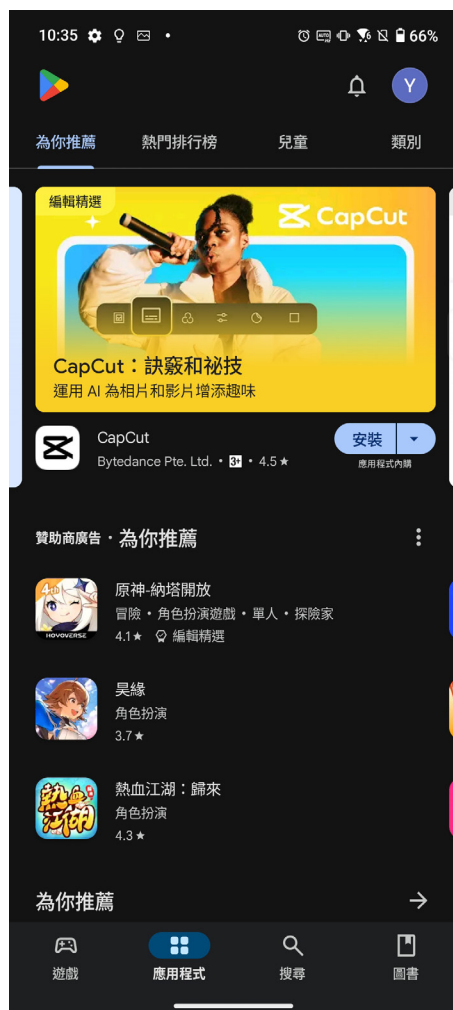 10:35
66%
Y
為你推薦
熱門排行榜
兒童
類別
編輯精選
CapCut
CapCut：訣竅和祕技
運用 AI 為相片和影片增添趣味
CapCut
Bytedance Pte. Ltd. • 3+ • 4.5★
安裝
應用程式內購
贊助商廣告・為你推薦
4th
HOYOVERSE
原神-納塔開放
冒險 • 角色扮演遊戲 • 單人 • 探險家
4.1★ 編輯精選
昊緣
角色扮演
3.7★
熱血江湖
熱血江湖：歸來
角色扮演
4.3★
為你推薦
遊戲
應用程式
搜尋
圖書